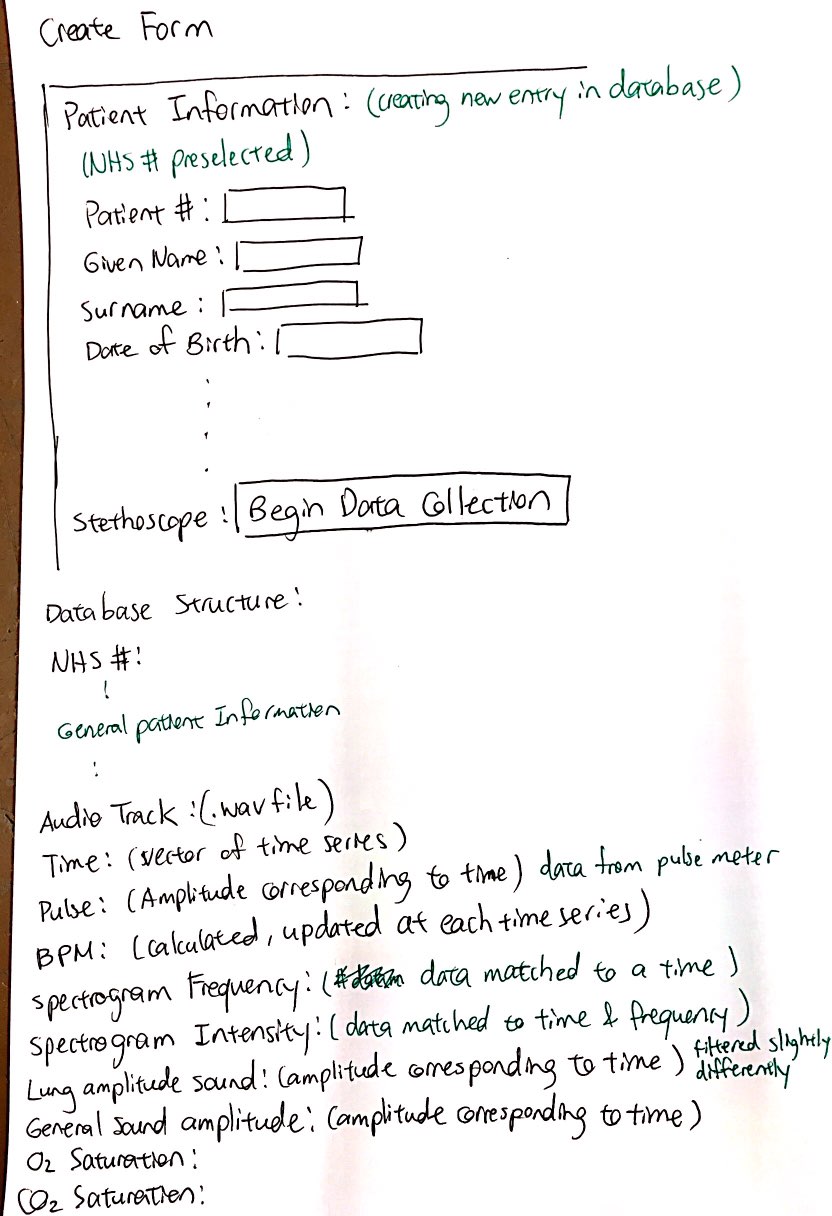 Create Form
Patient Information: (creating new entry in database)
(NHS # preselected)
Patient #:
Given Name:
Surname:
Date of Birth:
Stethoscope: Begin Data Collection
Database Structure:
NHS #:
General patient Information
Audio Track: (.wav file)
Time: (vector of time series)
Pulse: (Amplitude corresponding to time) data from pulse meter
BPM: (calculated, updated at each time series)
Spectrogram Frequency: (data matched to a time)
Spectrogram Intensity: (data matched to time & frequency)
Lung amplitude sound: (amplitude corresponding to time) filtered slightly differently
General sound amplitude: (amplitude corresponding to time)
O2 Saturation:
CO2 Saturation: